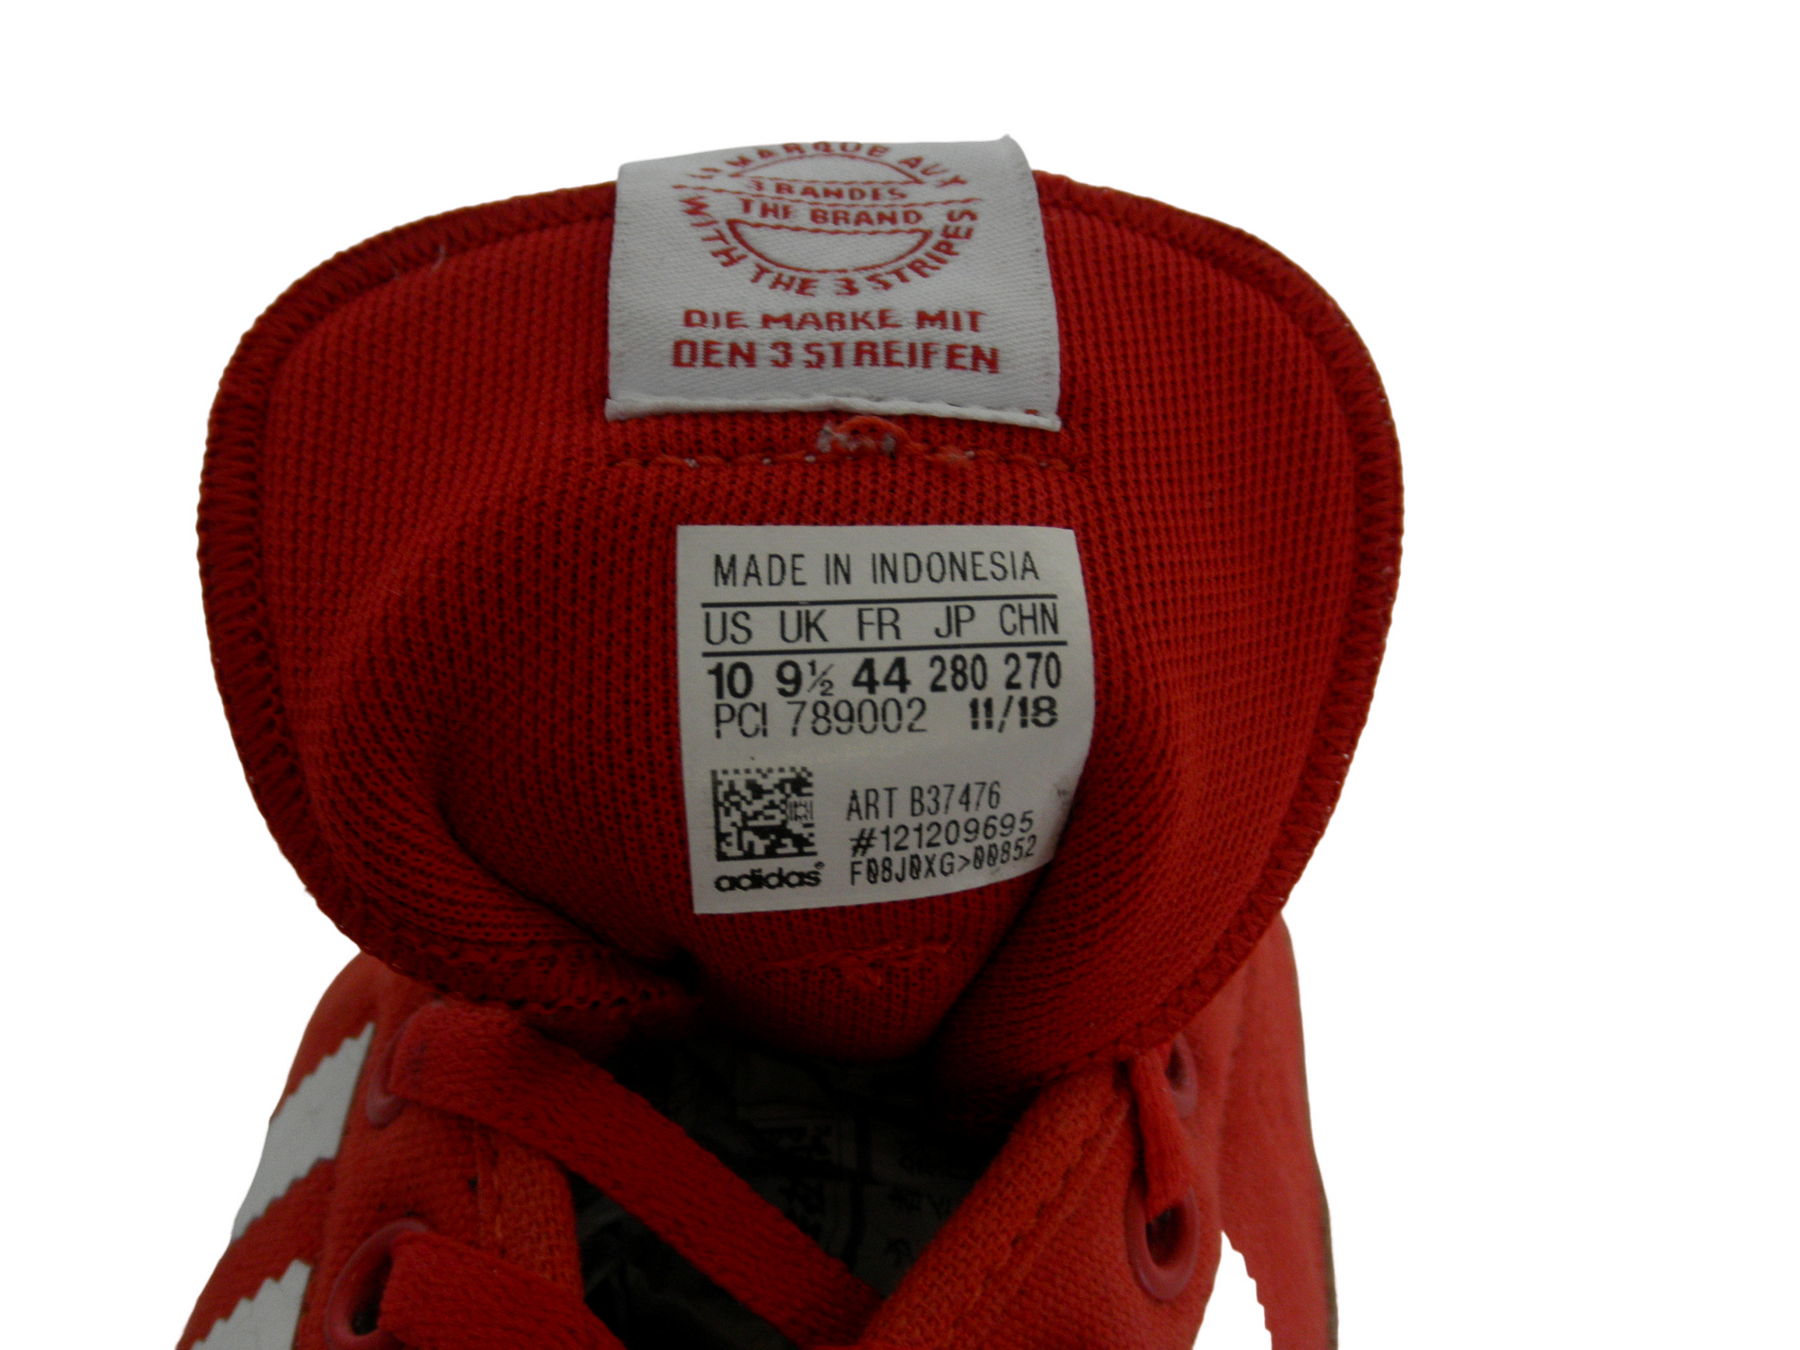 LA MARQUE AUX
3 BANDES
THE BRAND
WITH THE 3 STRIPES
DIE MARKE MIT
DEN 3 STREIFEN
MADE IN INDONESIA
US UK FR JP CHN
10 9½ 44 280 270
PCI 789002 11/18
ART B37476
#121209695
F08J0XG>00852
adidas®